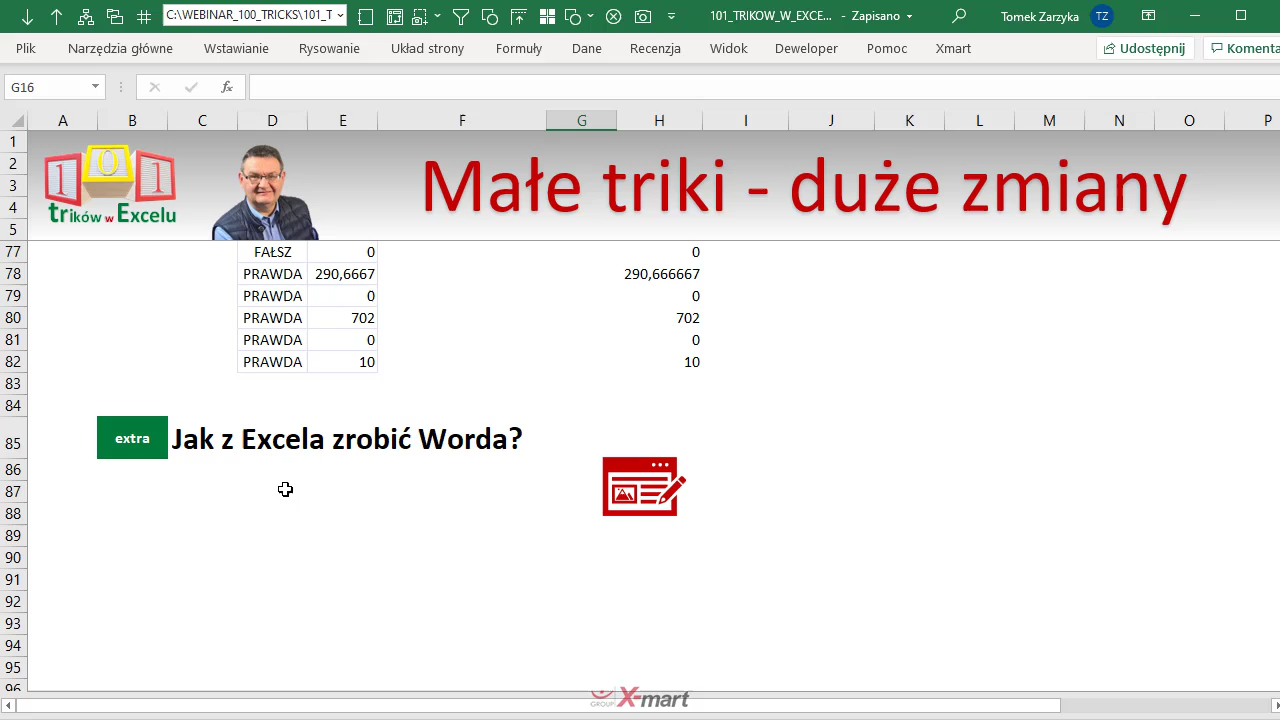 C:\WEBINAR_100_TRICKS\101_T
101_TRIKOW_W_EXCE... - Zapisano
Tomek Zarzyka TZ
Plik Narzędzia główne Wstawianie Rysowanie Układ strony Formuły Dane Recenzja Widok Deweloper Pomoc Xmart Udostępnij Komenta
G16 fx
A B C D E F G H I J K L M N O P
1
2
3
4
5
101
trików w Excelu
Małe triki - duże zmiany
77 FAŁSZ 0 0
78 PRAWDA 290,6667 290,666667
79 PRAWDA 0 0
80 PRAWDA 702 702
81 PRAWDA 0 0
82 PRAWDA 10 10
83
84
85 extra Jak z Excela zrobić Worda?
86
87
88
89
90
91
92
93
94
95
96
GROUP X-mart